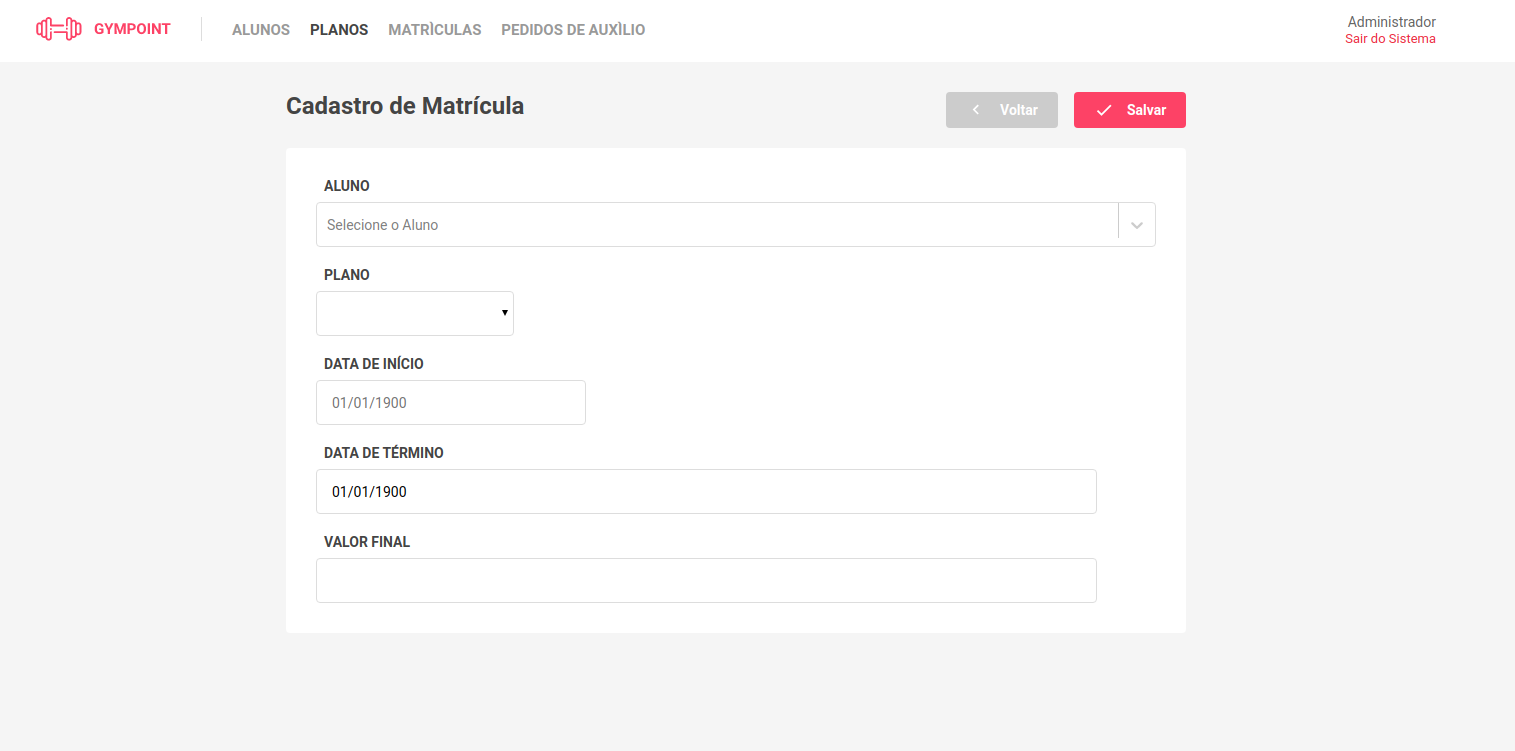 GYMPOINT
ALUNOS PLANOS MATRÌCULAS PEDIDOS DE AUXÌLIO
Administrador
Sair do Sistema
Cadastro de Matrícula
Voltar
Salvar
ALUNO
Selecione o Aluno
PLANO
DATA DE INÍCIO
01/01/1900
DATA DE TÉRMINO
01/01/1900
VALOR FINAL